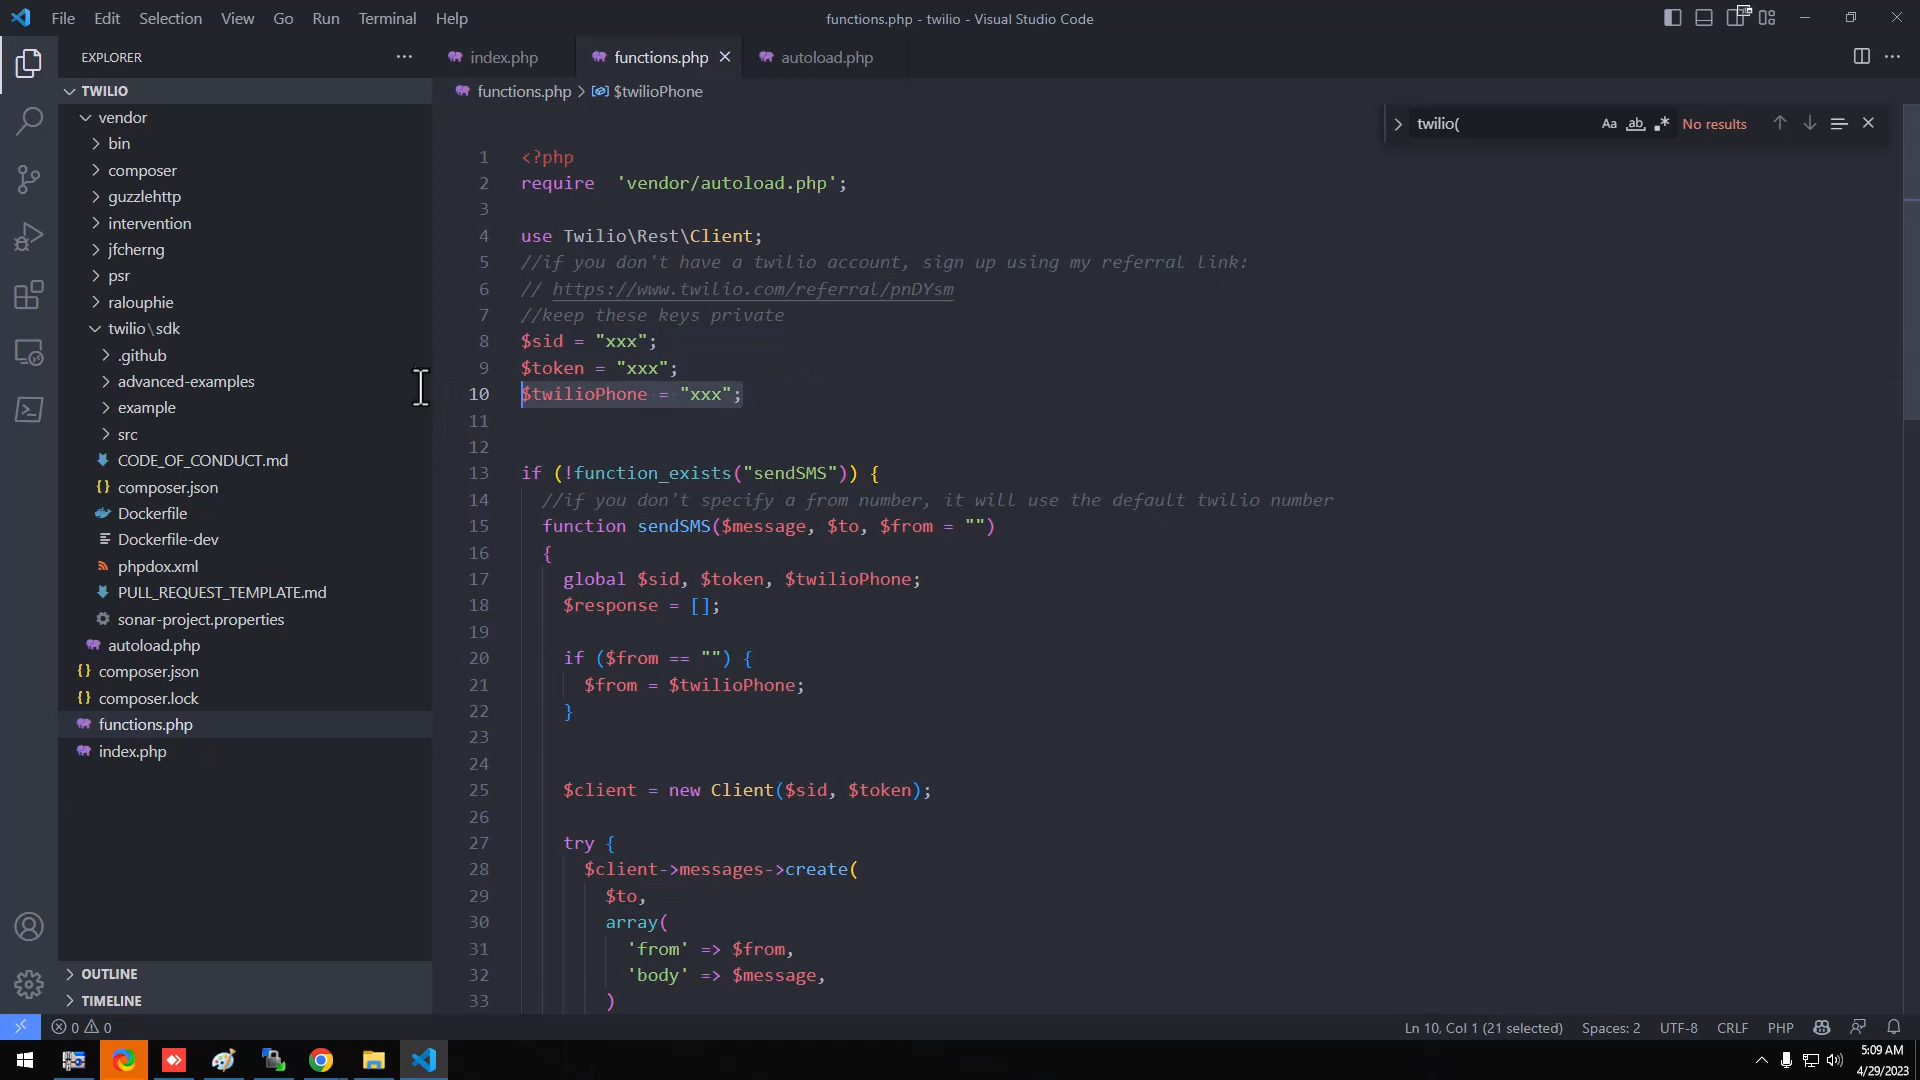 File Edit Selection View Go Run Terminal Help
functions.php - twilio - Visual Studio Code
EXPLORER
index.php
functions.php
autoload.php
TWILIO
functions.php > $twilioPhone
vendor
bin
composer
guzzlehttp
intervention
jfcherng
psr
ralouphie
twilio\sdk
.github
advanced-examples
example
src
CODE_OF_CONDUCT.md
composer.json
Dockerfile
Dockerfile-dev
phpdox.xml
PULL_REQUEST_TEMPLATE.md
sonar-project.properties
autoload.php
composer.json
composer.lock
functions.php
index.php
OUTLINE
TIMELINE
twilio( Aa ab .* No results
1 <?php
2 require  'vendor/autoload.php';
3
4 use Twilio\Rest\Client;
5 //if you don't have a twilio account, sign up using my referral link:
6 // https://www.twilio.com/referral/pnDYsm
7 //keep these keys private
8 $sid = "xxx";
9 $token = "xxx";
10 $twilioPhone = "xxx";
11
12
13 if (!function_exists("sendSMS")) {
14 //if you don't specify a from number, it will use the default twilio number
15 function sendSMS($message, $to, $from = "")
16 {
17 global $sid, $token, $twilioPhone;
18 $response = [];
19
20 if ($from == "") {
21 $from = $twilioPhone;
22 }
23
24
25 $client = new Client($sid, $token);
26
27 try {
28 $client->messages->create(
29 $to,
30 array(
31 'from' => $from,
32 'body' => $message,
33 )
0 0
Ln 10, Col 1 (21 selected) Spaces: 2 UTF-8 CRLF PHP
5:09 AM
4/29/2023